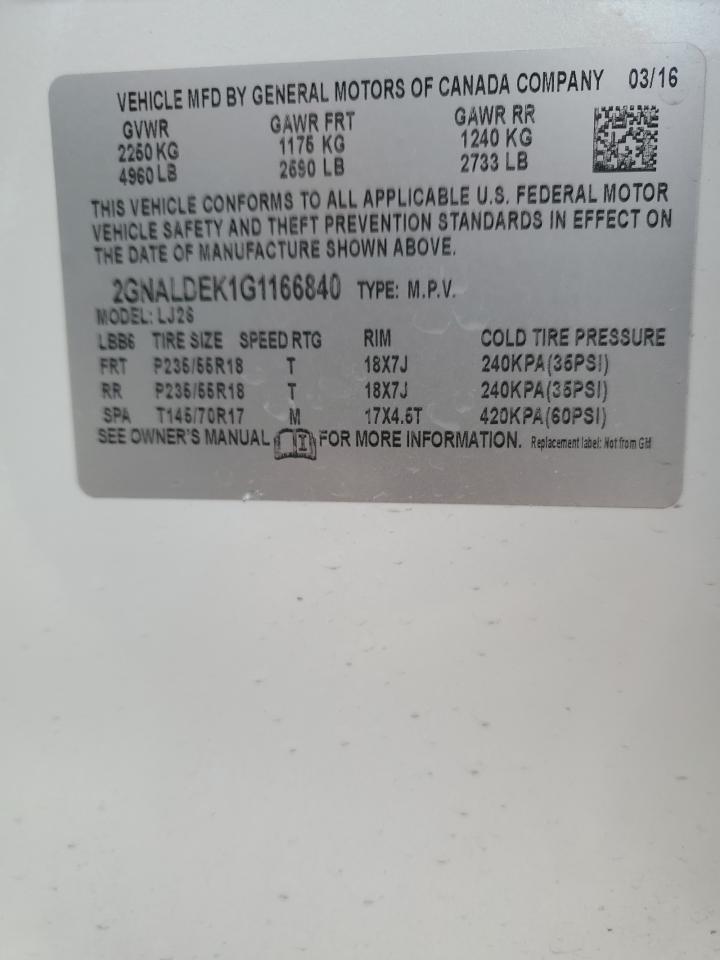 VEHICLE MFD BY GENERAL MOTORS OF CANADA COMPANY 03/16
GVWR GAWR FRT GAWR RR
2250 KG 1175 KG 1240 KG
4960 LB 2590 LB 2733 LB
THIS VEHICLE CONFORMS TO ALL APPLICABLE U.S. FEDERAL MOTOR
VEHICLE SAFETY AND THEFT PREVENTION STANDARDS IN EFFECT ON
THE DATE OF MANUFACTURE SHOWN ABOVE.
2GNALDEK1G1166840 TYPE: M.P.V.
MODEL: LJ26
LBB6 TIRE SIZE SPEED RTG RIM COLD TIRE PRESSURE
FRT P235/55R18 T 18X7J 240KPA(35PSI)
RR P235/55R18 T 18X7J 240KPA(35PSI)
SPA T145/70R17 M 17X4.5T 420KPA(60PSI)
SEE OWNER'S MANUAL FOR MORE INFORMATION. Replacement label: Not from GM